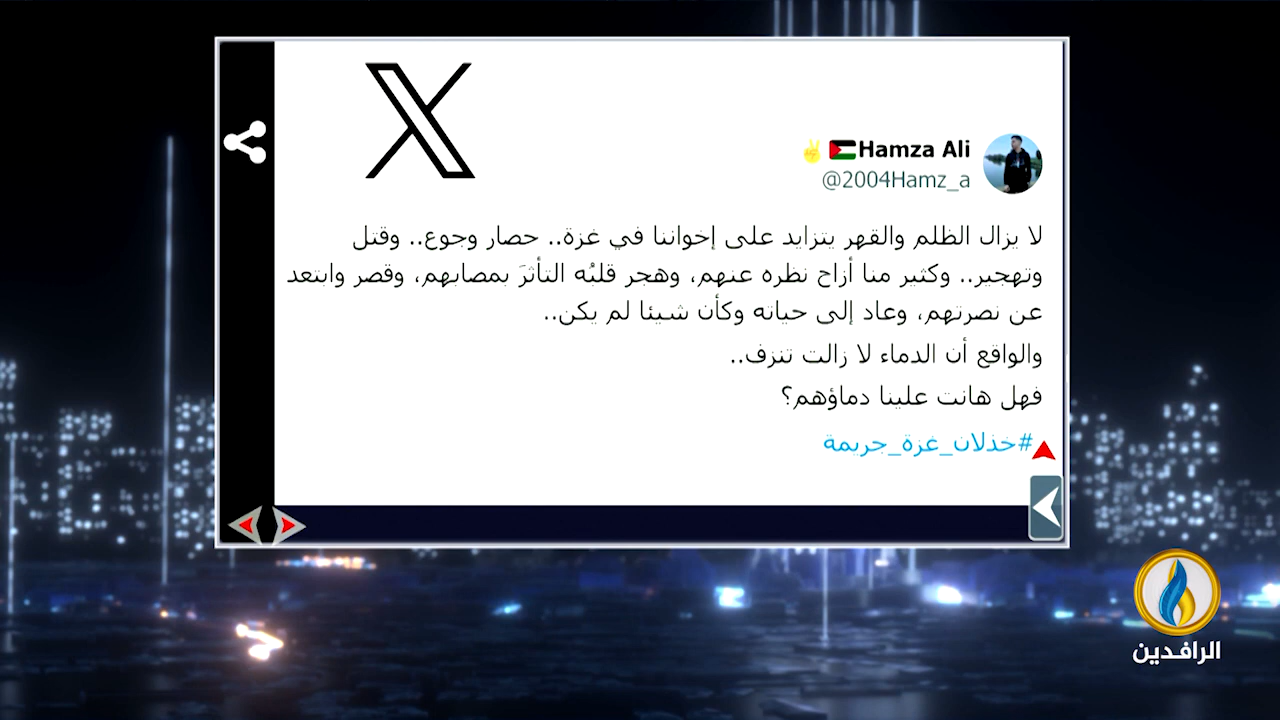 Hamza Ali
@2004Hamz_a
لا يزال الظلم والقهر يتزايد على إخواننا في غزة.. حصار وجوع.. وقتل
وتهجير.. وكثير منا أزاح نظره عنهم، وهجر قلبُه التأثرَ بمصابهم، وقصر وابتعد
عن نصرتهم، وعاد إلى حياته وكأن شيئا لم يكن..
والواقع أن الدماء لا زالت تنزف..
فهل هانت علينا دماؤهم؟
#خذلان_غزة_جريمة
الرافدين